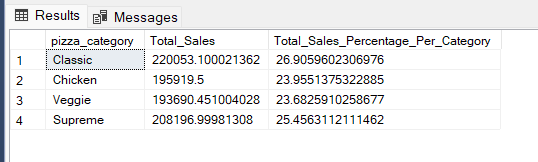 Results Messages
pizza_category Total_Sales Total_Sales_Percentage_Per_Category
1 Classic 220053.100021362 26.9059602306976
2 Chicken 195919.5 23.9551375322885
3 Veggie 193690.451004028 23.6825910258677
4 Supreme 208196.99981308 25.4563112111462